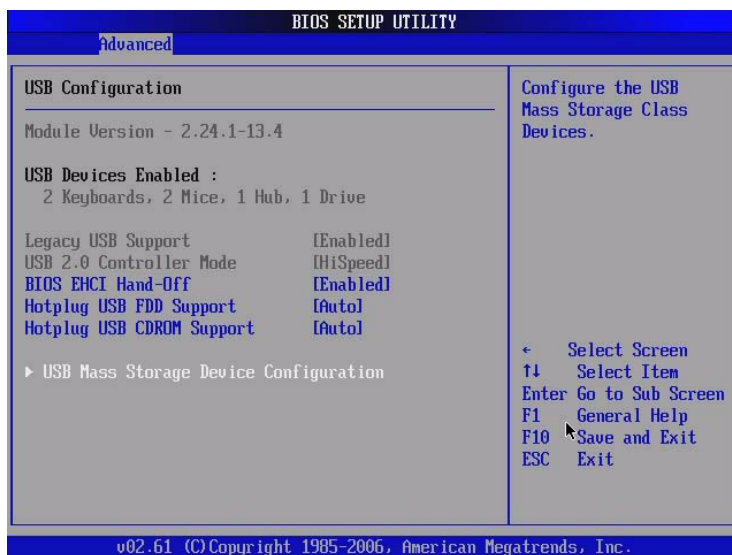 BIOS SETUP UTILITY
Advanced
USB Configuration
Module Version - 2.24.1-13.4
USB Devices Enabled :
2 Keyboards, 2 Mice, 1 Hub, 1 Drive
Legacy USB Support [Enabled]
USB 2.0 Controller Mode [HiSpeed]
BIOS EHCI Hand-Off [Enabled]
Hotplug USB FDD Support [Auto]
Hotplug USB CDROM Support [Auto]
▶ USB Mass Storage Device Configuration
Configure the USB
Mass Storage Class
Devices.
← Select Screen
↑↓ Select Item
Enter Go to Sub Screen
F1 General Help
F10 Save and Exit
ESC Exit
v02.61 (C)Copyright 1985-2006, American Megatrends, Inc.